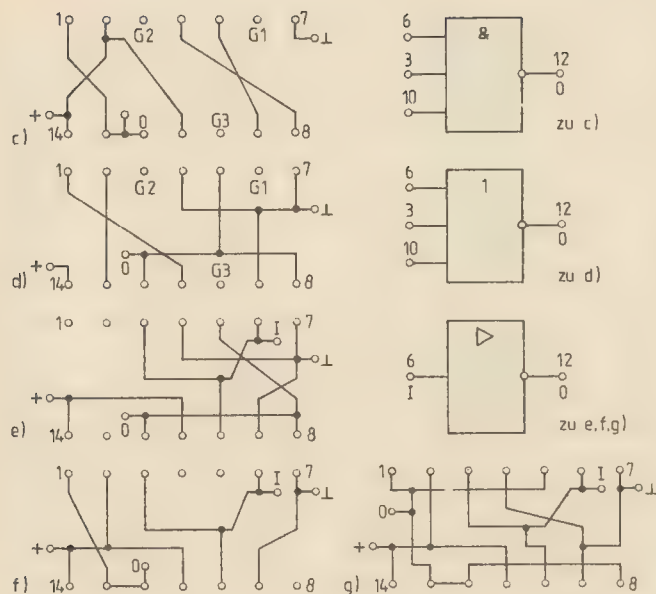 1 G2 G1 7
⊥
+ 0
14 G3 8
c)
6 &
3 12
0
10
zu c)
1 G2 G1 7
⊥
0
+ 14 G3 8
d)
6 1
3 12
0
10
zu d)
1 I 7
⊥
+
0
14 8
e)
6 ▷ 12
I 0
zu e,f,g)
1 I 7
⊥
+ 0
14 8
f)
1 I 7
0 ⊥
+
14 8
g)